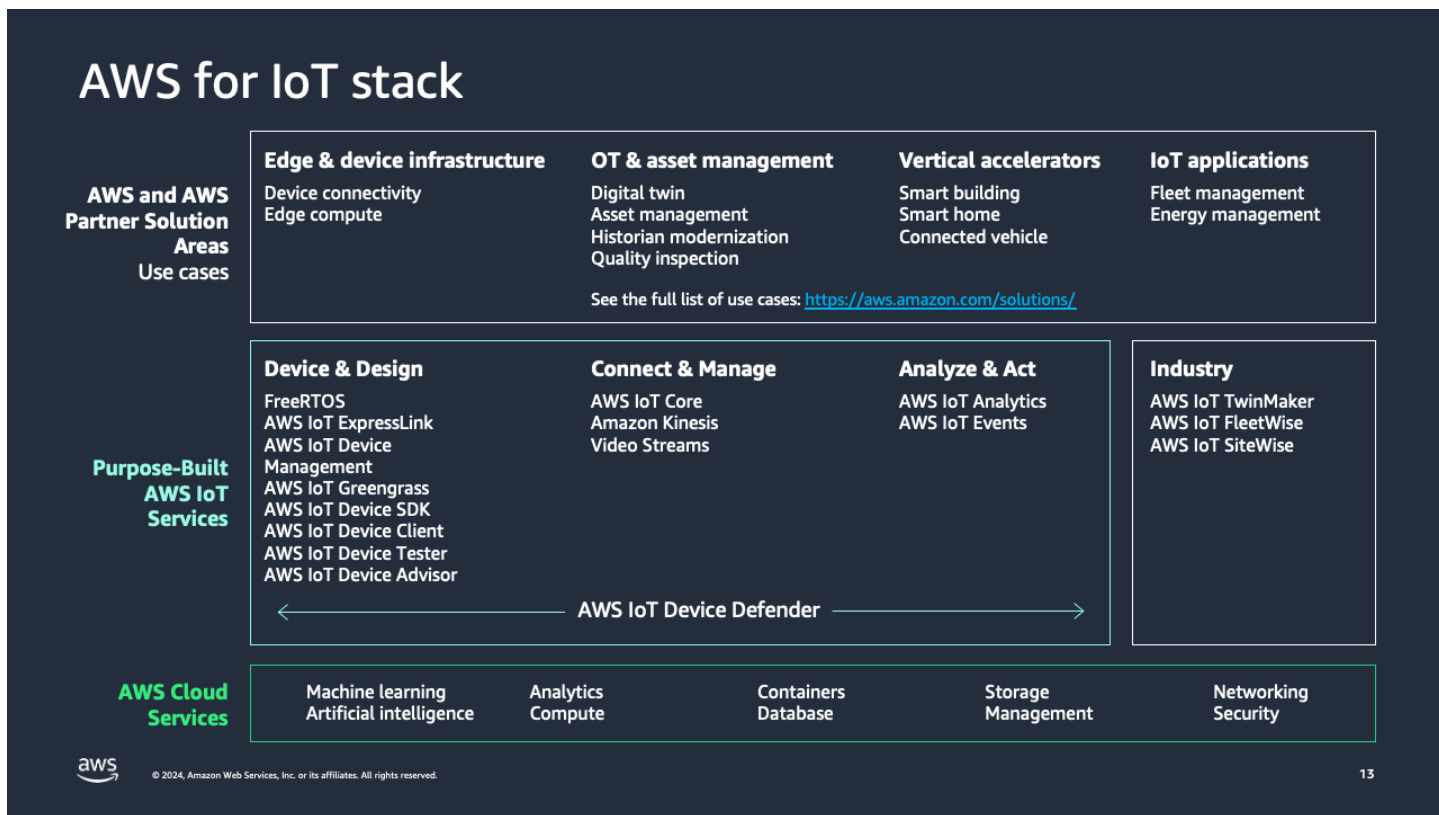 AWS for IoT stack
AWS and AWS
Partner Solution
Areas
Use cases
Edge & device infrastructure
Device connectivity
Edge compute
OT & asset management
Digital twin
Asset management
Historian modernization
Quality inspection
See the full list of use cases: https://aws.amazon.com/solutions/
Vertical accelerators
Smart building
Smart home
Connected vehicle
IoT applications
Fleet management
Energy management
Purpose-Built
AWS IoT
Services
Device & Design
FreeRTOS
AWS IoT ExpressLink
AWS IoT Device
Management
AWS IoT Greengrass
AWS IoT Device SDK
AWS IoT Device Client
AWS IoT Device Tester
AWS IoT Device Advisor
Connect & Manage
AWS IoT Core
Amazon Kinesis
Video Streams
Analyze & Act
AWS IoT Analytics
AWS IoT Events
AWS IoT Device Defender
Industry
AWS IoT TwinMaker
AWS IoT FleetWise
AWS IoT SiteWise
AWS Cloud
Services
Machine learning
Artificial intelligence
Analytics
Compute
Containers
Database
Storage
Management
Networking
Security
aws
© 2024, Amazon Web Services, Inc. or its affiliates. All rights reserved.
13